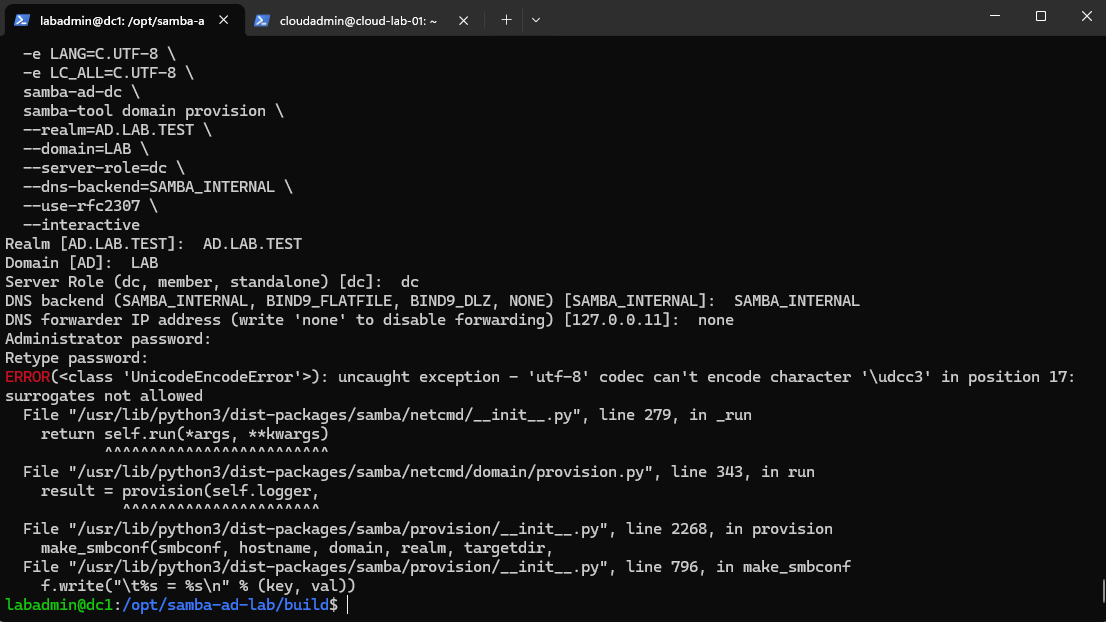 labadmin@dc1: /opt/samba-a
cloudadmin@cloud-lab-01: ~
  -e LANG=C.UTF-8 \
  -e LC_ALL=C.UTF-8 \
  samba-ad-dc \
  samba-tool domain provision \
  --realm=AD.LAB.TEST \
  --domain=LAB \
  --server-role=dc \
  --dns-backend=SAMBA_INTERNAL \
  --use-rfc2307 \
  --interactive
Realm [AD.LAB.TEST]:  AD.LAB.TEST
Domain [AD]:  LAB
Server Role (dc, member, standalone) [dc]:  dc
DNS backend (SAMBA_INTERNAL, BIND9_FLATFILE, BIND9_DLZ, NONE) [SAMBA_INTERNAL]:  SAMBA_INTERNAL
DNS forwarder IP address (write 'none' to disable forwarding) [127.0.0.11]:  none
Administrator password:
Retype password:
ERROR(<class 'UnicodeEncodeError'>): uncaught exception - 'utf-8' codec can't encode character '\udcc3' in position 17:
surrogates not allowed
  File "/usr/lib/python3/dist-packages/samba/netcmd/__init__.py", line 279, in _run
    return self.run(*args, **kwargs)
           ^^^^^^^^^^^^^^^^^^^^^^^^^
  File "/usr/lib/python3/dist-packages/samba/netcmd/domain/provision.py", line 343, in run
    result = provision(self.logger,
             ^^^^^^^^^^^^^^^^^^^^^^
  File "/usr/lib/python3/dist-packages/samba/provision/__init__.py", line 2268, in provision
    make_smbconf(smbconf, hostname, domain, realm, targetdir,
  File "/usr/lib/python3/dist-packages/samba/provision/__init__.py", line 796, in make_smbconf
    f.write("\t%s = %s\n" % (key, val))
labadmin@dc1:/opt/samba-ad-lab/build$